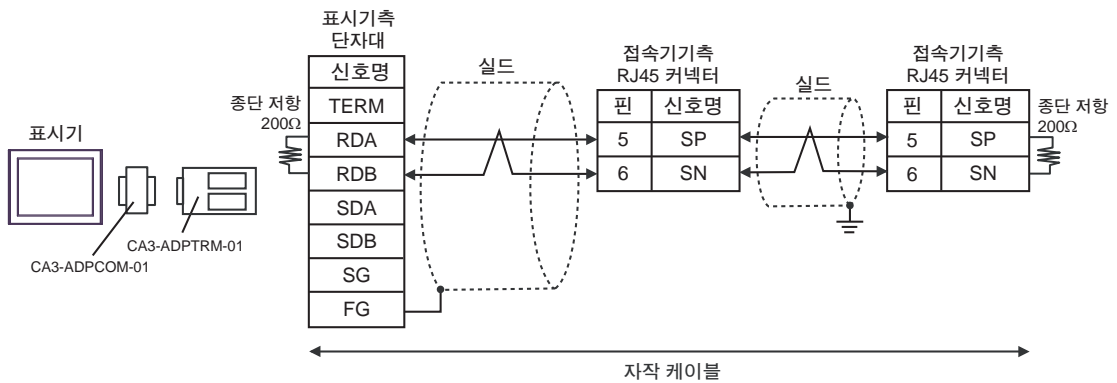 표시기
CA3-ADPCOM-01
CA3-ADPTRM-01
종단 저항
200Ω
표시기측
단자대
신호명
TERM
RDA
RDB
SDA
SDB
SG
FG
실드
접속기기측
RJ45 커넥터
핀 신호명
5 SP
6 SN
실드
접속기기측
RJ45 커넥터
핀 신호명
5 SP
6 SN
종단 저항
200Ω
자작 케이블